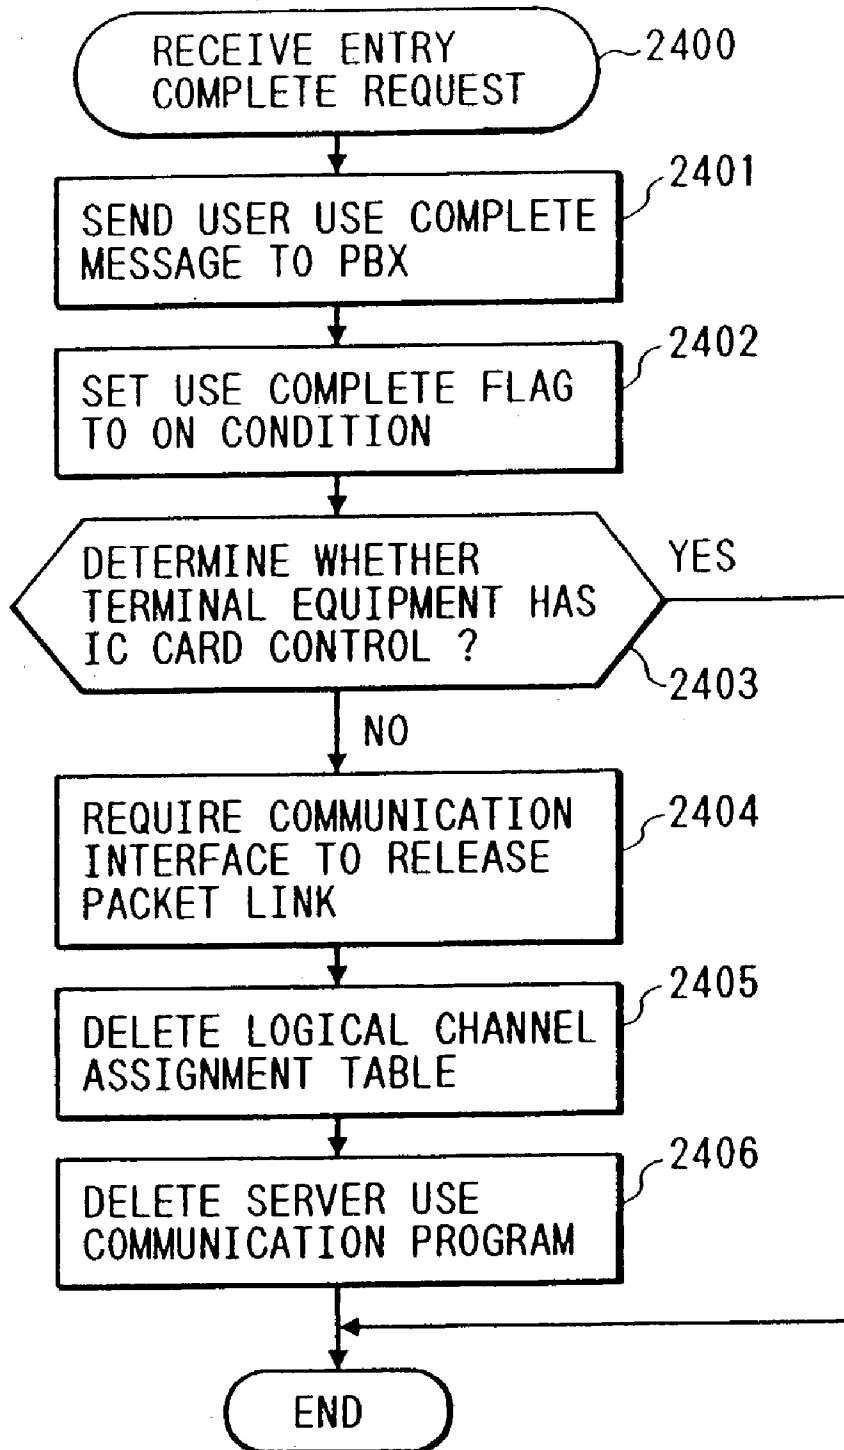 RECEIVE ENTRY
COMPLETE REQUEST
2400
2401
SEND USER USE COMPLETE
MESSAGE TO PBX
2402
SET USE COMPLETE FLAG
TO ON CONDITION
DETERMINE WHETHER
TERMINAL EQUIPMENT HAS
IC CARD CONTROL ?
YES
2403
NO
REQUIRE COMMUNICATION
INTERFACE TO RELEASE
PACKET LINK
2404
2405
DELETE LOGICAL CHANNEL
ASSIGNMENT TABLE
2406
DELETE SERVER USE
COMMUNICATION PROGRAM
END